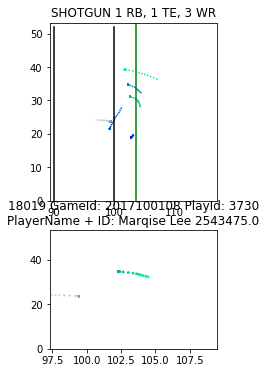 SHOTGUN 1 RB, 1 TE, 3 WR
50
40
30
20
10
0
90 100 110
18019 GameId: 2017100108 PlayId: 3730
PlayerName + ID: Marqise Lee 2543475.0
40
20
0
97.5 100.0 102.5 105.0 107.5